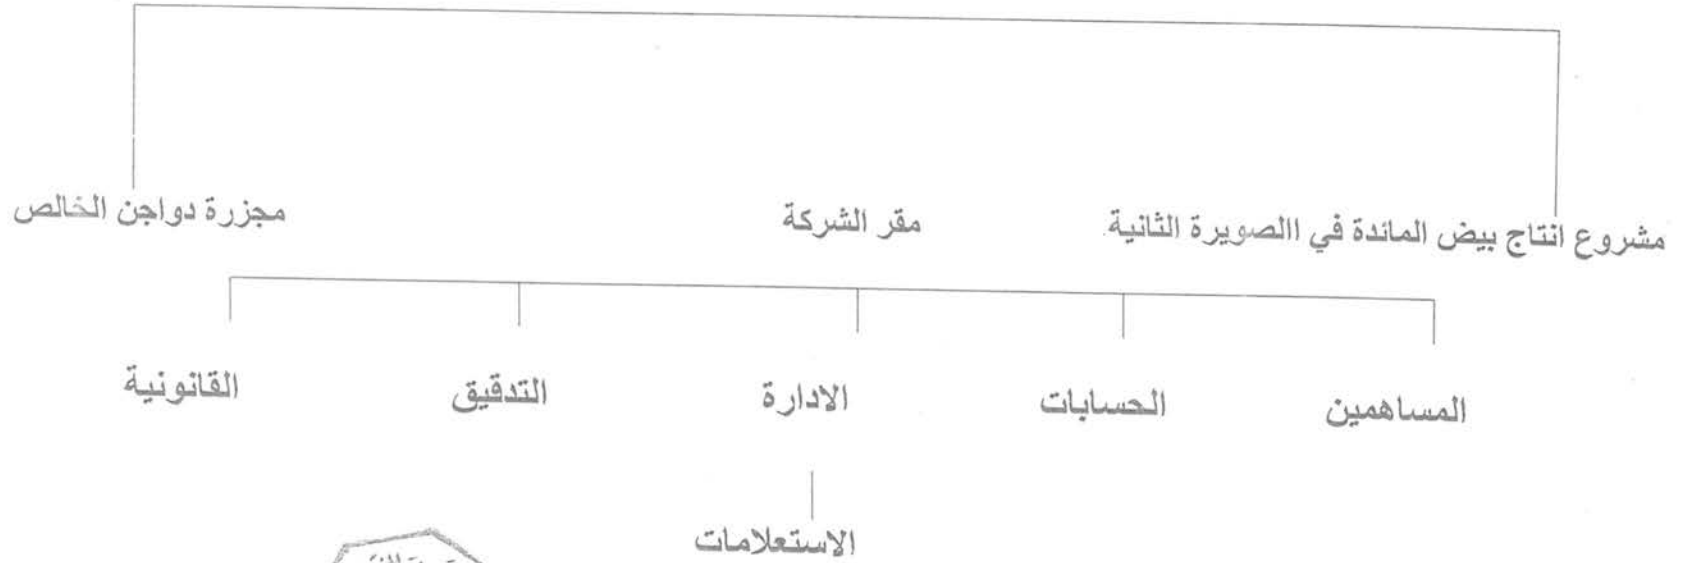 مشروع انتاج بيض المائدة في االصويرة الثانية
مقر الشركة
مجزرة دواجن الخالص
المساهمين
الحسابات
الادارة
التدقيق
القانونية
الاستعلامات